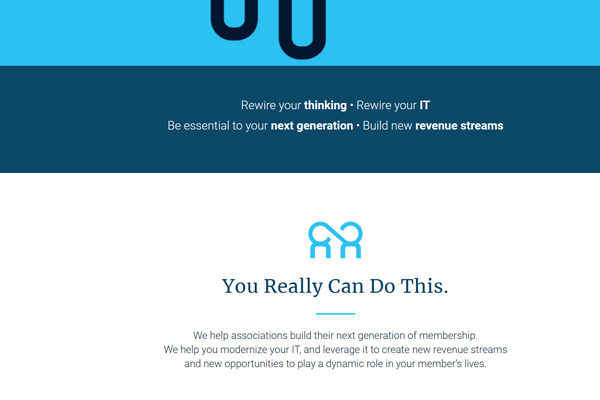 Rewire your thinking • Rewire your IT
Be essential to your next generation • Build new revenue streams
You Really Can Do This.
We help associations build their next generation of membership.
We help you modernize your IT, and leverage it to create new revenue streams
and new opportunities to play a dynamic role in your member's lives.